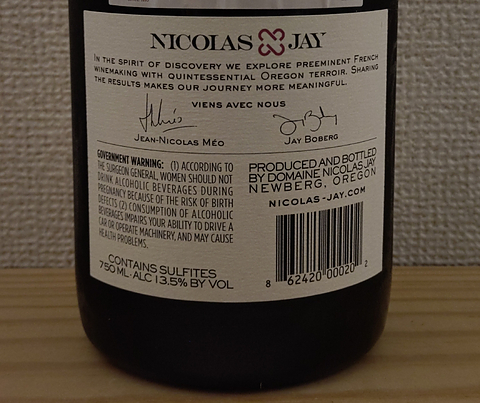 NICOLAS JAY
IN THE SPIRIT OF DISCOVERY WE EXPLORE PREEMINENT FRENCH
WINEMAKING WITH QUINTESSENTIAL OREGON TERROIR. SHARING
THE RESULTS MAKES OUR JOURNEY MORE MEANINGFUL.
VIENS AVEC NOUS
JEAN-NICOLAS MÉO
JAY BOBERG
GOVERNMENT WARNING: (1) ACCORDING TO
THE SURGEON GENERAL, WOMEN SHOULD NOT
DRINK ALCOHOLIC BEVERAGES DURING
PREGNANCY BECAUSE OF THE RISK OF BIRTH
DEFECTS (2) CONSUMPTION OF ALCOHOLIC
BEVERAGES IMPAIRS YOUR ABILITY TO DRIVE A
CAR OR OPERATE MACHINERY, AND MAY CAUSE
HEALTH PROBLEMS.
CONTAINS SULFITES
750 ML · ALC 13.5% BY VOL
PRODUCED AND BOTTLED
BY DOMAINE NICOLAS JAY
NEWBERG, OREGON
NICOLAS-JAY.COM
8 62420 00020 2